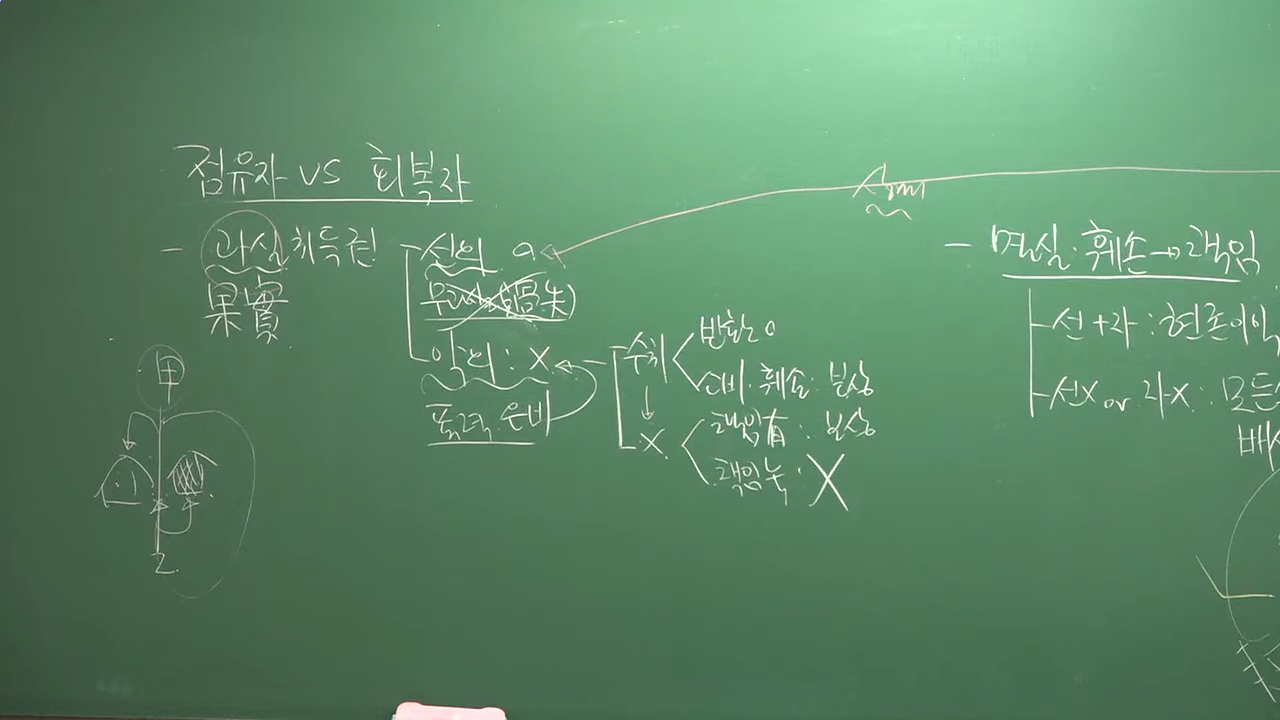 점유자 vs 회복자
- 과실취득권
果實
선의 O
악의 : X
폭력·은비
수취
반환 O
소비·훼손 : 보상
X
책임有 : 보상
책임눅 : X
甲
乙
- 멸실·훼손→책임
선+자 : 현존이익
선X or 자X : 모든
배